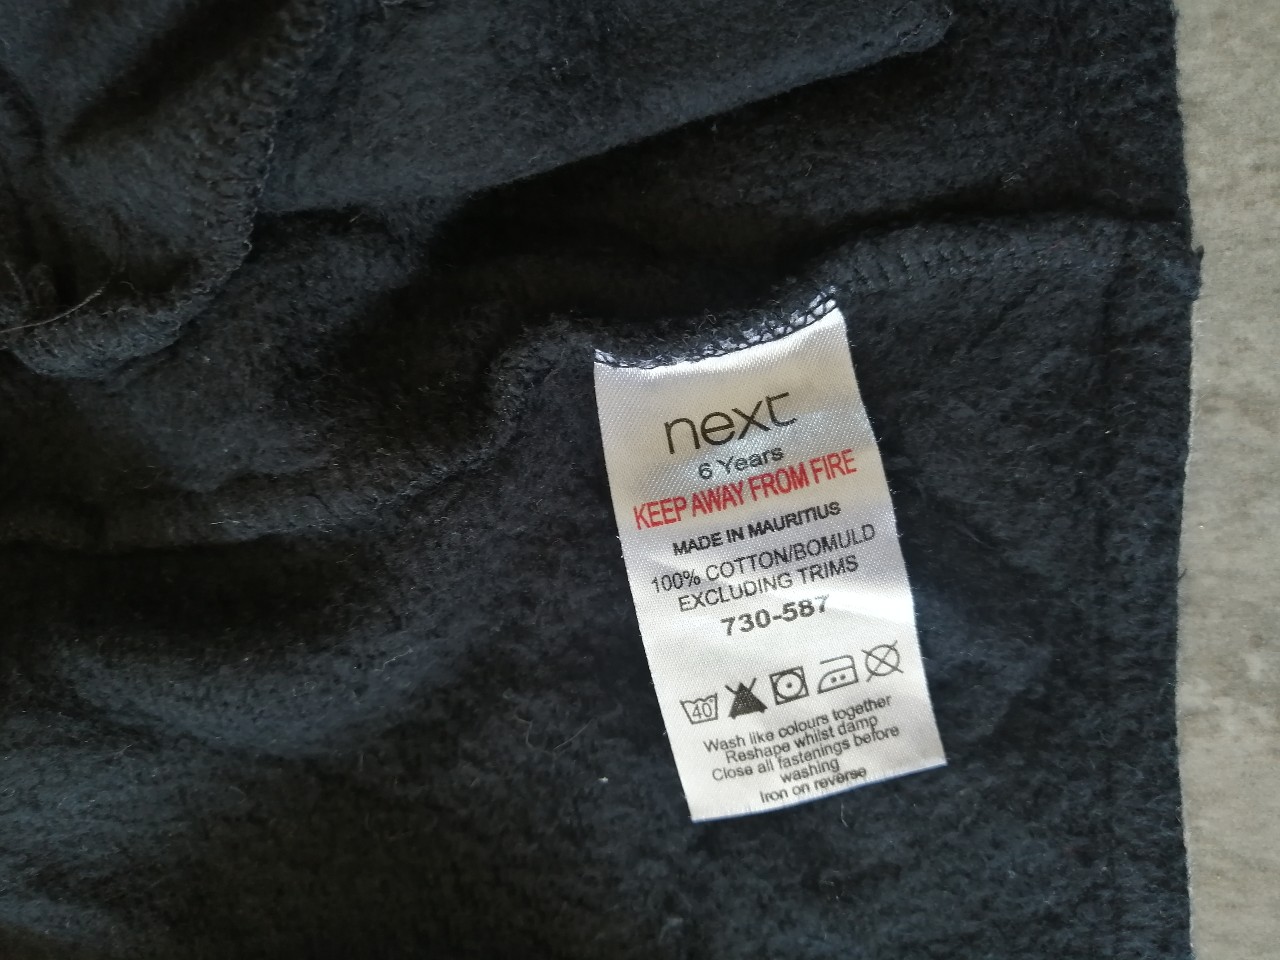 next
6 Years
KEEP AWAY FROM FIRE
MADE IN MAURITIUS
100% COTTON/BOMULD
EXCLUDING TRIMS
730-587
40
Wash like colours together
Reshape whilst damp
Close all fastenings before
washing
Iron on reverse